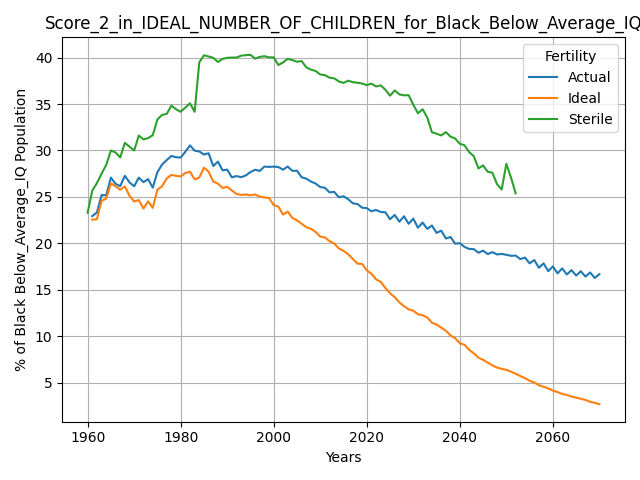 Score_2_in_IDEAL_NUMBER_OF_CHILDREN_for_Black_Below_Average_IQ
Fertility
Actual
Ideal
Sterile
% of Black Below_Average_IQ Population
40
35
30
25
20
15
10
5
1960 1980 2000 2020 2040 2060
Years